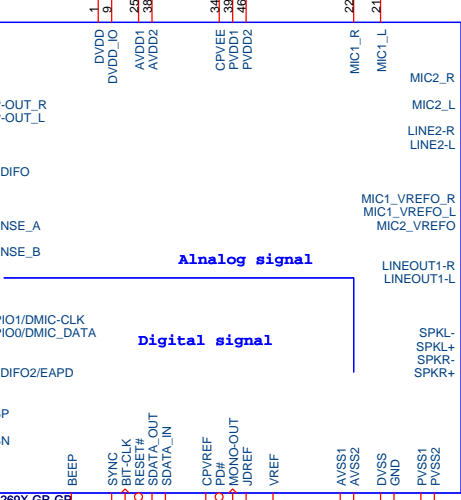 1 9 25 38 34 39 46 22 21
DVDD
DVDD_IO
AVDD1
AVDD2
CPVEE
PVDD1
PVDD2
MIC1_R
MIC1_L
MIC2_R
-OUT_R
MIC2_L
-OUT_L
LINE2-R
LINE2-L
DIFO
MIC1_VREFO_R
MIC1_VREFO_L
NSE_A
MIC2_VREFO
NSE_B
Alnalog signal
LINEOUT1-R
LINEOUT1-L
IO1/DMIC-CLK
IO0/DMIC_DATA
SPKL-
Digital signal
SPKL+
SPKR-
DIFO2/EAPD
SPKR+
BEEP
SYNC
BIT-CLK
RESET#
SDATA_OUT
SDATA_IN
CPVREF
PD#
MONO-OUT
JDREF
VREF
AVSS1
AVSS2
DVSS
GND
PVSS1
PVSS2